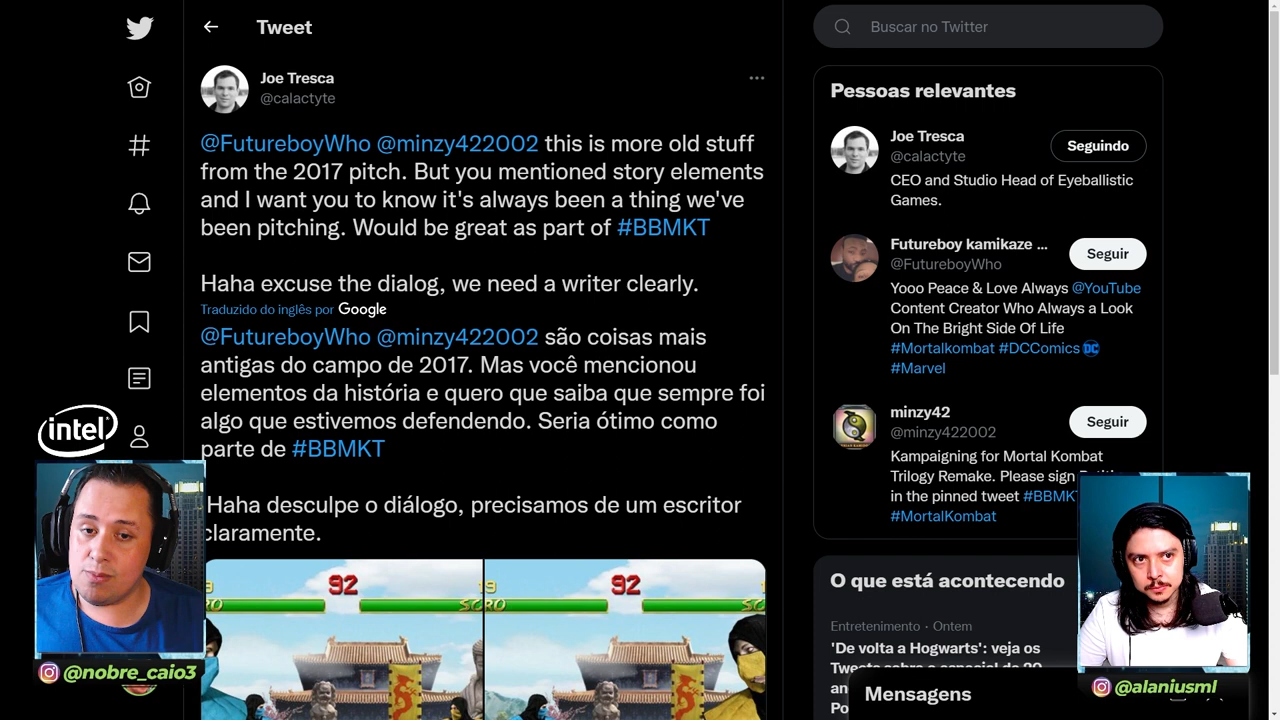 Tweet
Joe Tresca
@calactyte
@FutureboyWho @minzy422002 this is more old stuff
from the 2017 pitch. But you mentioned story elements
and I want you to know it's always been a thing we've
been pitching. Would be great as part of #BBMKT
Haha excuse the dialog, we need a writer clearly.
Traduzido do inglês por Google
@FutureboyWho @minzy422002 são coisas mais
antigas do campo de 2017. Mas você mencionou
elementos da história e quero que saiba que sempre foi
algo que estivemos defendendo. Seria ótimo como
parte de #BBMKT
Haha desculpe o diálogo, precisamos de um escritor
claramente.
92
19
92
intel
@nobre_caio3
Buscar no Twitter
Pessoas relevantes
Joe Tresca
@calactyte
Seguindo
CEO and Studio Head of Eyeballistic
Games.
Futureboy kamikaze ...
@FutureboyWho
Seguir
Yooo Peace & Love Always @YouTube
Content Creator Who Always a Look
On The Bright Side Of Life
#Mortalkombat #DCComics
#Marvel
minzy42
@minzy422002
Seguir
Kampaigning for Mortal Kombat
Trilogy Remake. Please sign
in the pinned tweet
#MortalKombat
O que está acontecendo
Entretenimento · Ontem
'De volta a Hogwarts': veja os
Mensagens
@alaniusml